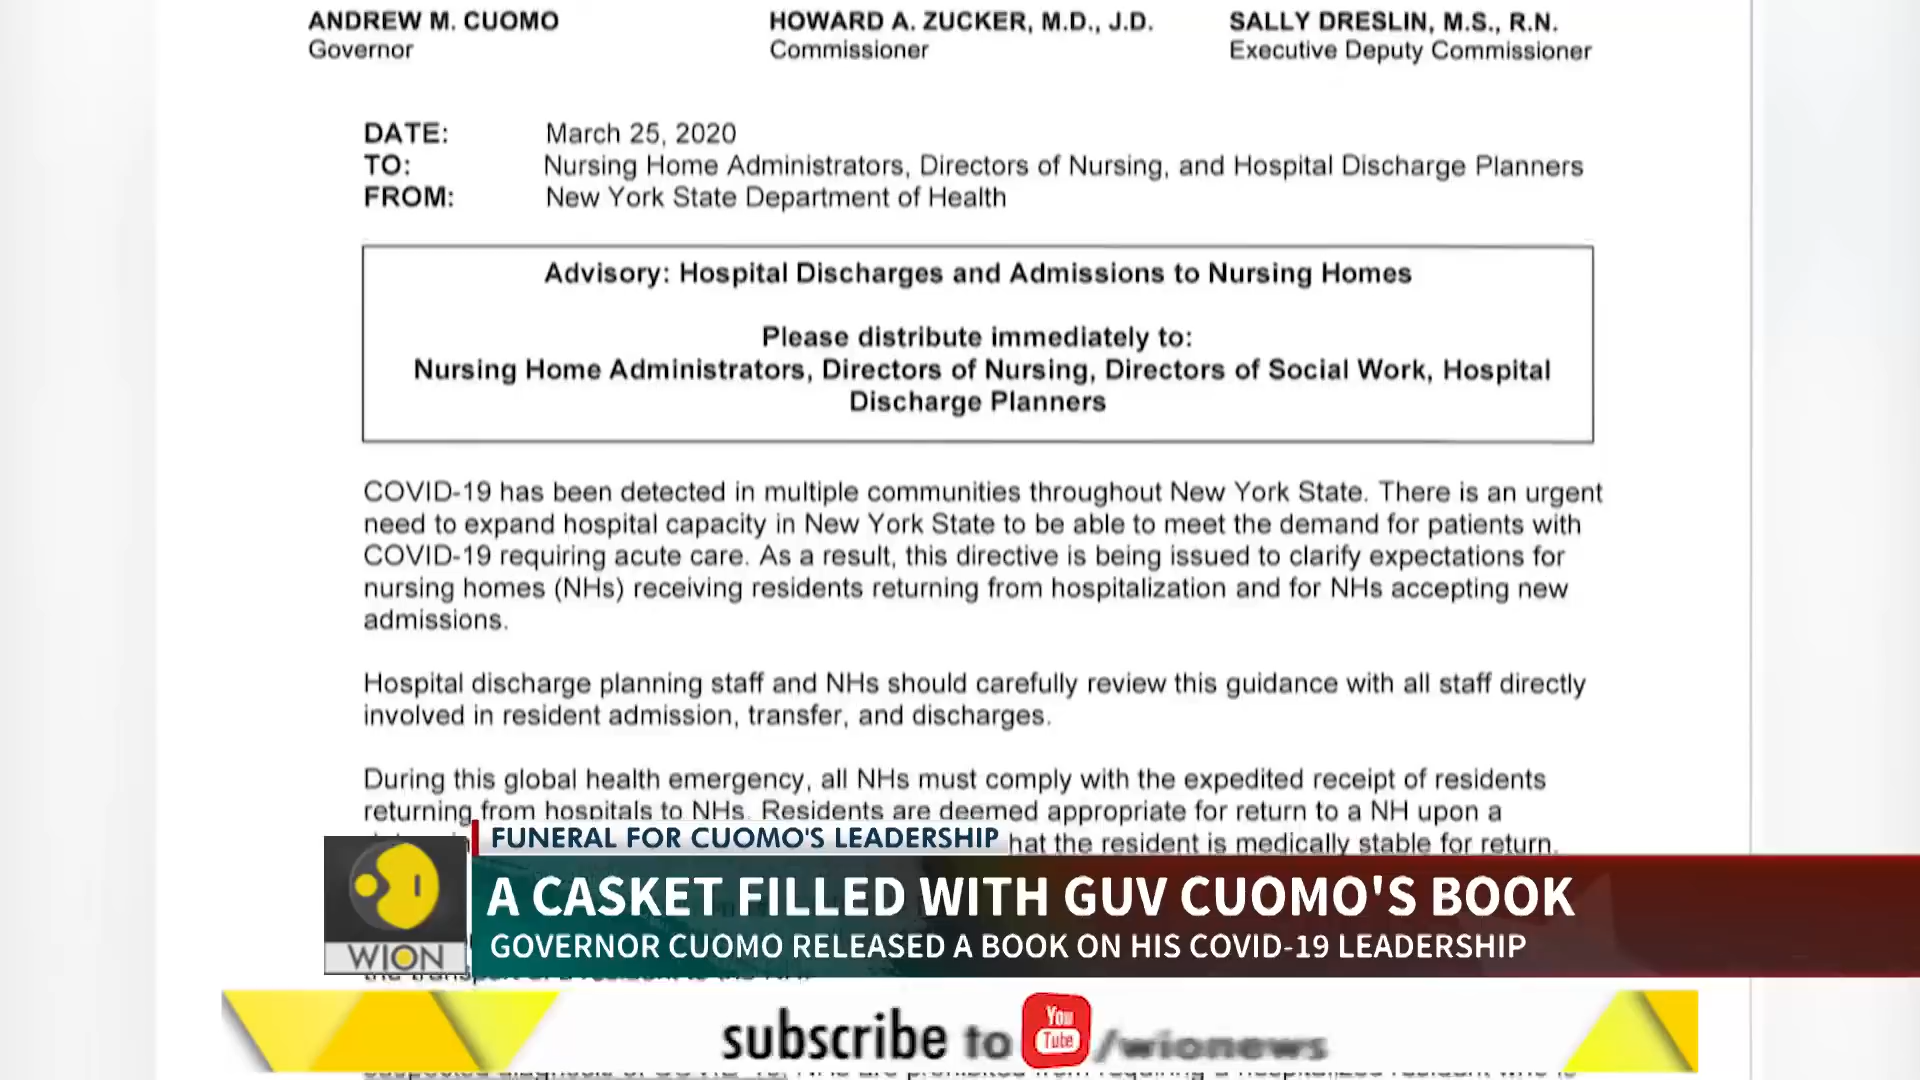 ANDREW M. CUOMO HOWARD A. ZUCKER, M.D., J.D. SALLY DRESLIN, M.S., R.N.
Governor Commissioner Executive Deputy Commissioner
DATE: March 25, 2020
TO: Nursing Home Administrators, Directors of Nursing, and Hospital Discharge Planners
FROM: New York State Department of Health
Advisory: Hospital Discharges and Admissions to Nursing Homes
Please distribute immediately to:
Nursing Home Administrators, Directors of Nursing, Directors of Social Work, Hospital
Discharge Planners
COVID-19 has been detected in multiple communities throughout New York State. There is an urgent
need to expand hospital capacity in New York State to be able to meet the demand for patients with
COVID-19 requiring acute care. As a result, this directive is being issued to clarify expectations for
nursing homes (NHs) receiving residents returning from hospitalization and for NHs accepting new
admissions.
Hospital discharge planning staff and NHs should carefully review this guidance with all staff directly
involved in resident admission, transfer, and discharges.
During this global health emergency, all NHs must comply with the expedited receipt of residents
returning from hospitals to NHs. Residents are deemed appropriate for return to a NH upon a
hat the resident is medically stable for return.
FUNERAL FOR CUOMO'S LEADERSHIP
A CASKET FILLED WITH GUV CUOMO'S BOOK
GOVERNOR CUOMO RELEASED A BOOK ON HIS COVID-19 LEADERSHIP
WION
subscribe to You Tube /wionews